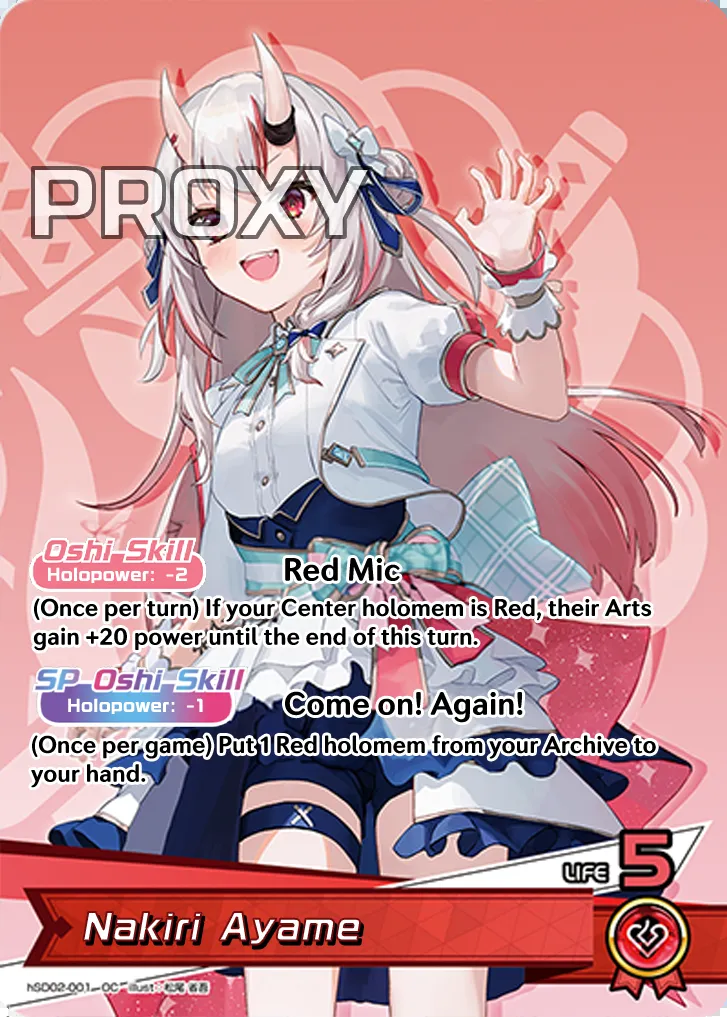 PROXY
Oshi Skill
Holopower: -2
Red Mic
(Once per turn) If your Center holomem is Red, their Arts
gain +20 power until the end of this turn.
SP Oshi Skill
Holopower: -1
Come on! Again!
(Once per game) Put 1 Red holomem from your Archive to
your hand.
LIFE 5
Nakiri Ayame
hSD02-001 OC illust：松尾 省吾